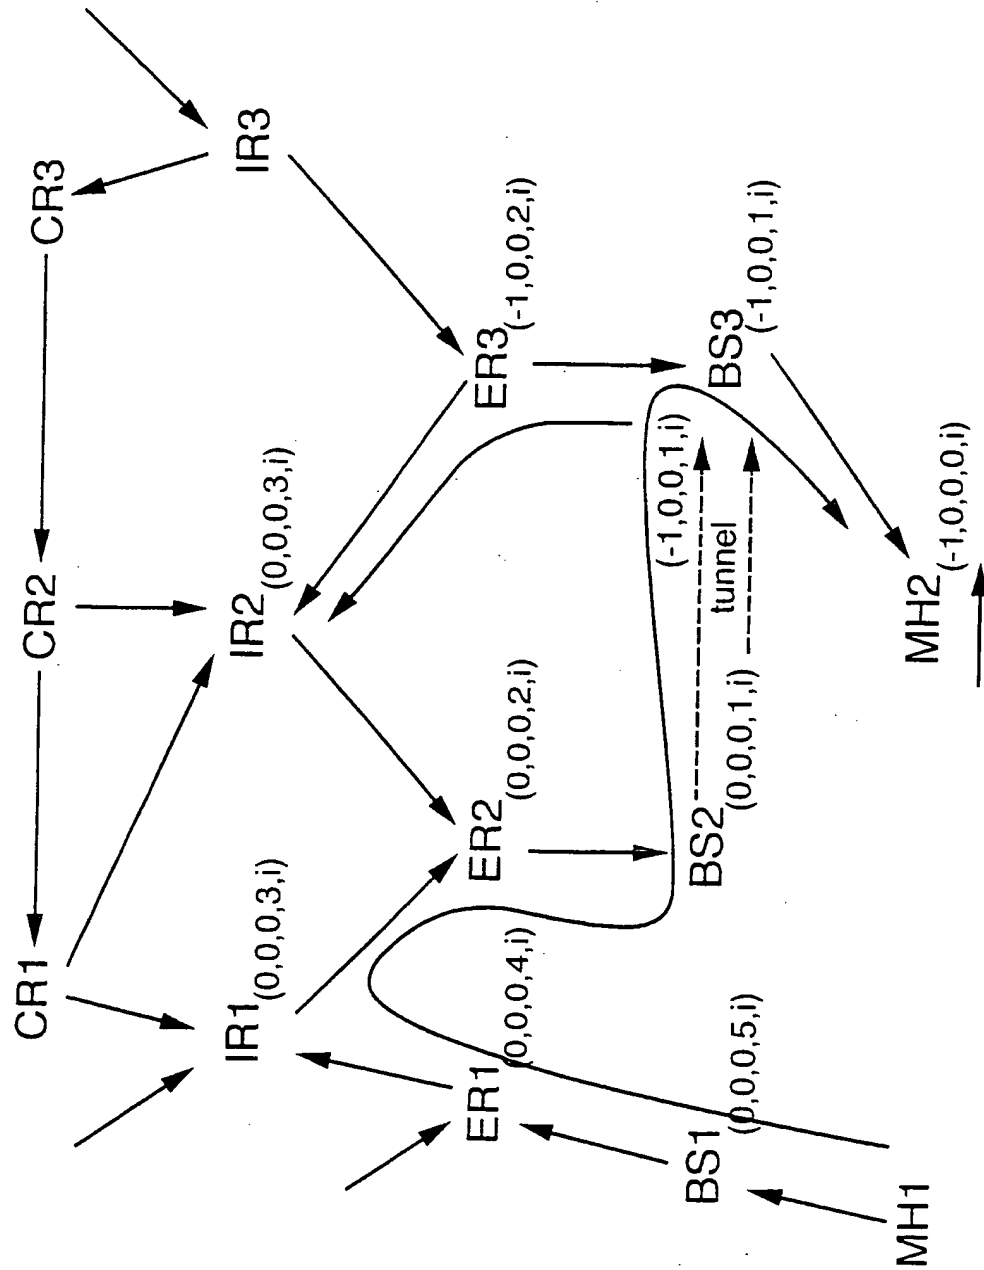 CR1
CR2
CR3
IR1(0,0,0,3,i)
IR2(0,0,0,3,i)
IR3
ER1(0,0,0,4,i)
ER2(0,0,0,2,i)
ER3(-1,0,0,2,i)
(-1,0,0,1,i)
tunnel
BS1(0,0,0,5,i)
BS2(0,0,0,1,i)
BS3(-1,0,0,1,i)
MH1
MH2(-1,0,0,0,i)